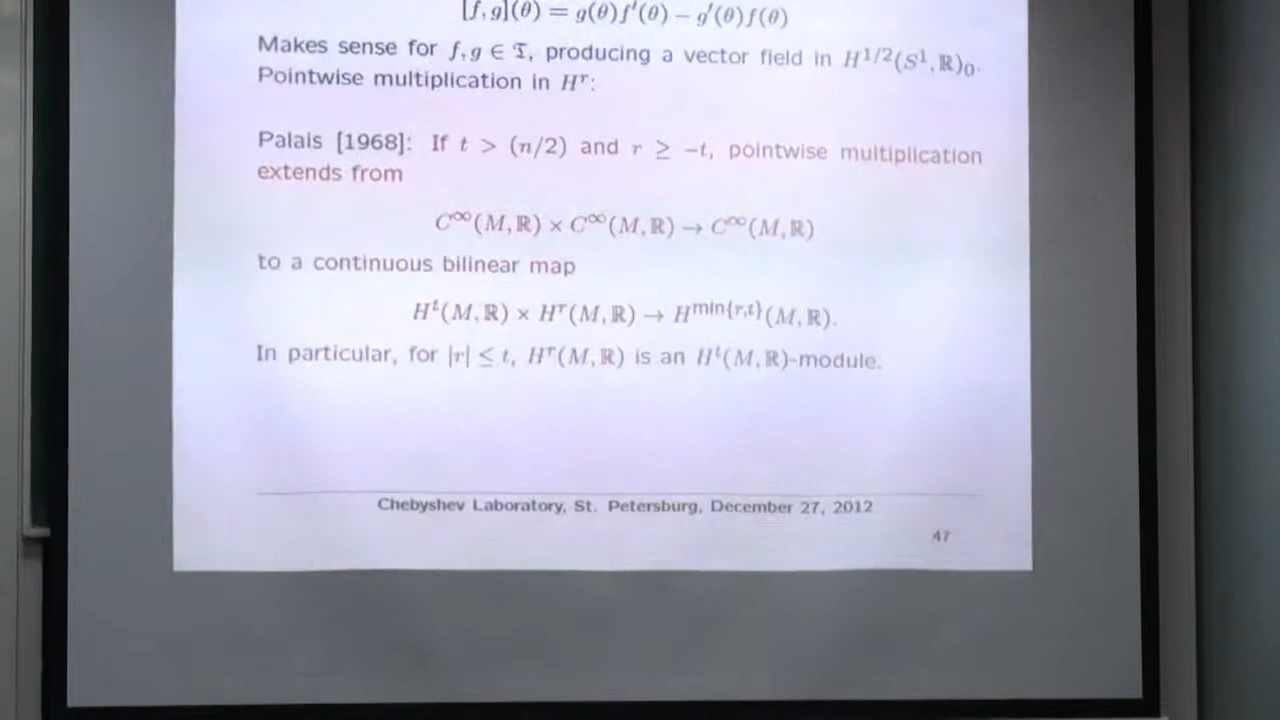 [f, g](θ) = g(θ)f′(θ) − g′(θ)f(θ)
Makes sense for f, g ∈ 𝔗, producing a vector field in H^{1/2}(S^1, ℝ)_0.
Pointwise multiplication in H^r:
Palais [1968]: If t > (n/2) and r ≥ −t, pointwise multiplication
extends from
C^∞(M, ℝ) × C^∞(M, ℝ) → C^∞(M, ℝ)
to a continuous bilinear map
H^t(M, ℝ) × H^r(M, ℝ) → H^{min{r,t}}(M, ℝ).
In particular, for |r| ≤ t, H^r(M, ℝ) is an H^t(M, ℝ)-module.
Chebyshev Laboratory, St. Petersburg, December 27, 2012
47